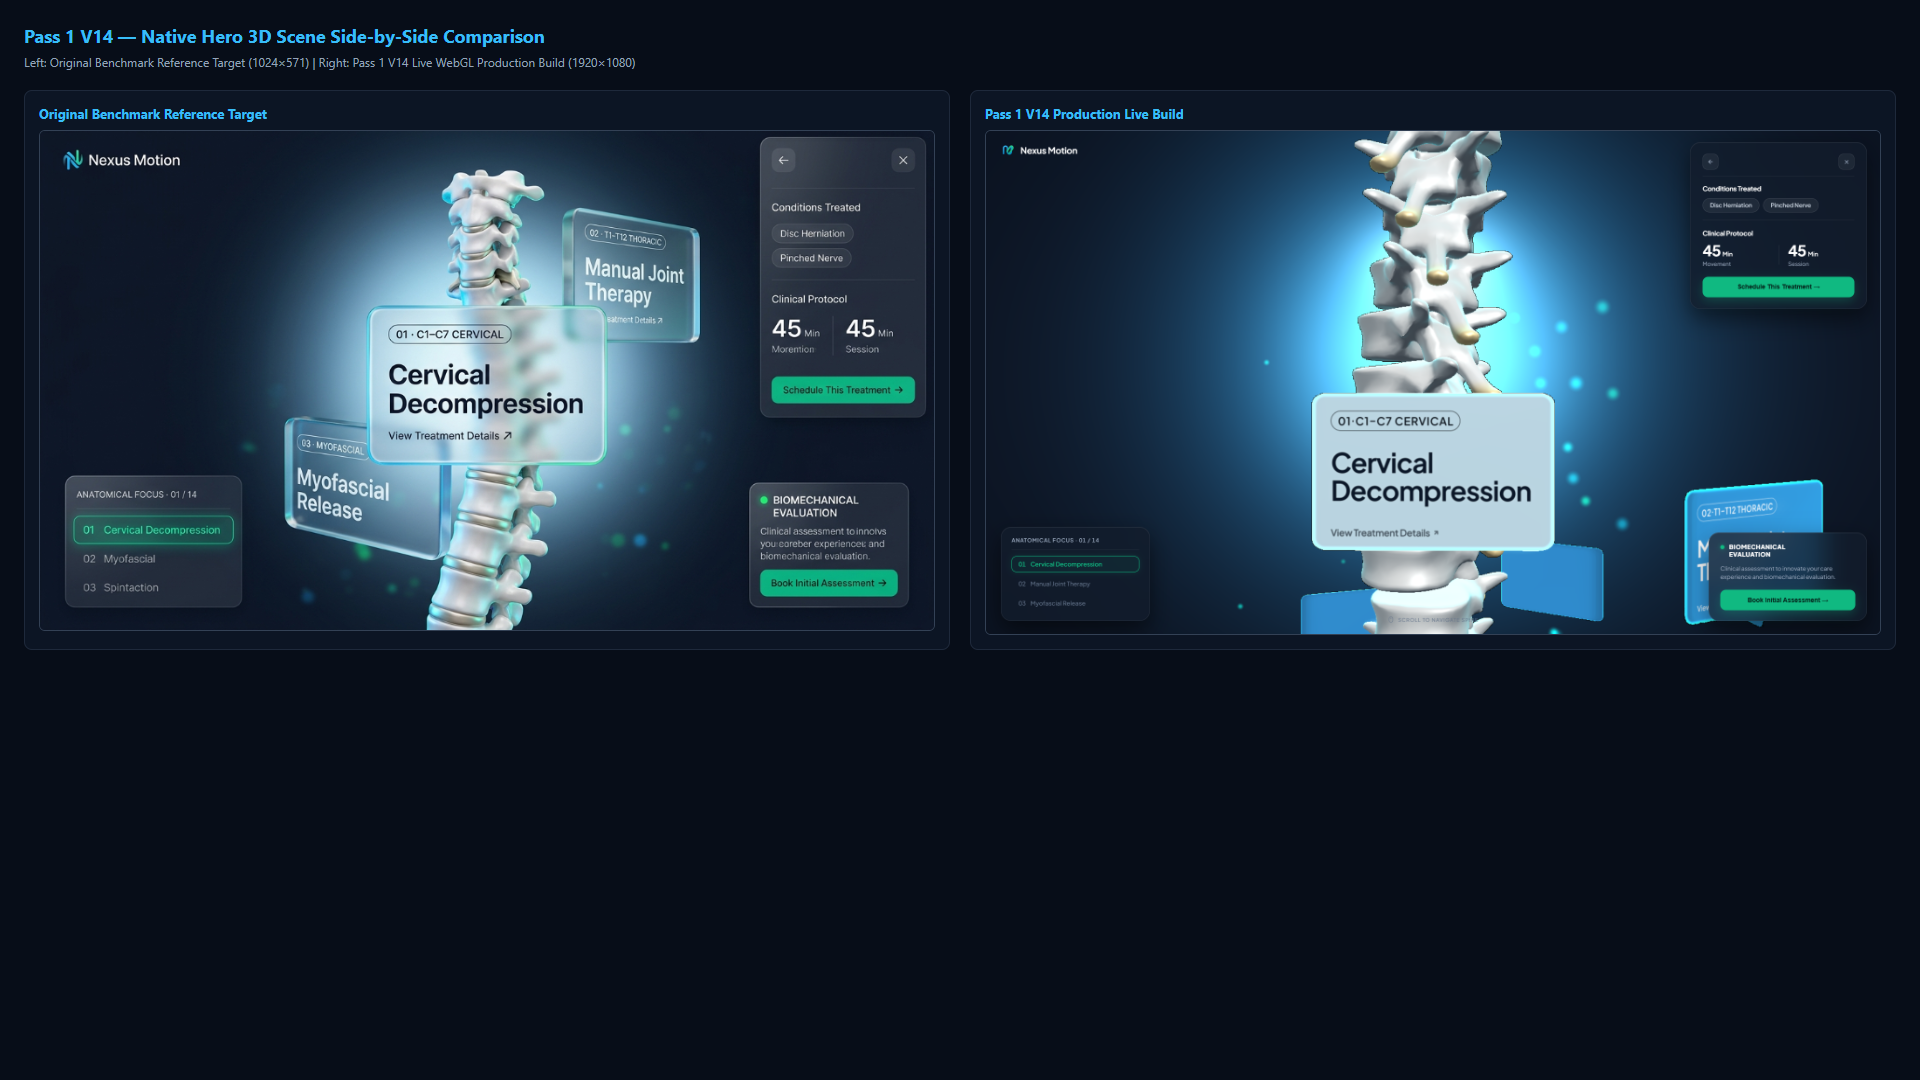 Pass 1 V14 — Native Hero 3D Scene Side-by-Side Comparison
Left: Original Benchmark Reference Target (1024×571) | Right: Pass 1 V14 Live WebGL Production Build (1920×1080)
Original Benchmark Reference Target
Nexus Motion
02 · T1-T12 THORACIC
Manual Joint
Therapy
eatment Details ↗
01 · C1-C7 CERVICAL
Cervical
Decompression
View Treatment Details ↗
03 · MYOFASCIAL
Myofascial
Release
←
×
Conditions Treated
Disc Herniation
Pinched Nerve
Clinical Protocol
45 Min 45 Min
Morention Session
Schedule This Treatment →
ANATOMICAL FOCUS · 01 / 14
01 Cervical Decompression
02 Myofascial
03 Spintaction
BIOMECHANICAL
EVALUATION
Clinical assessment to innolvs
you coreber experiences and
biomechanical evaluation.
Book Initial Assessment →
Pass 1 V14 Production Live Build
Nexus Motion
Conditions Treated
Disc Herniation Pinched Nerve
Clinical Protocol
45 Min 45 Min
Movement Session
Schedule This Treatment →
01·C1-C7 CERVICAL
Cervical
Decompression
View Treatment Details ↗
02·T1-T12 THORACIC
M
T
View
ANATOMICAL FOCUS · 01 / 14
01 Cervical Decompression
02 Manual Joint Therapy
03 Myofascial Release
SCROLL TO
BIOMECHANICAL
EVALUATION
Clinical assessment to innovate your care
experience and biomechanical evaluation.
Book Initial Assessment →